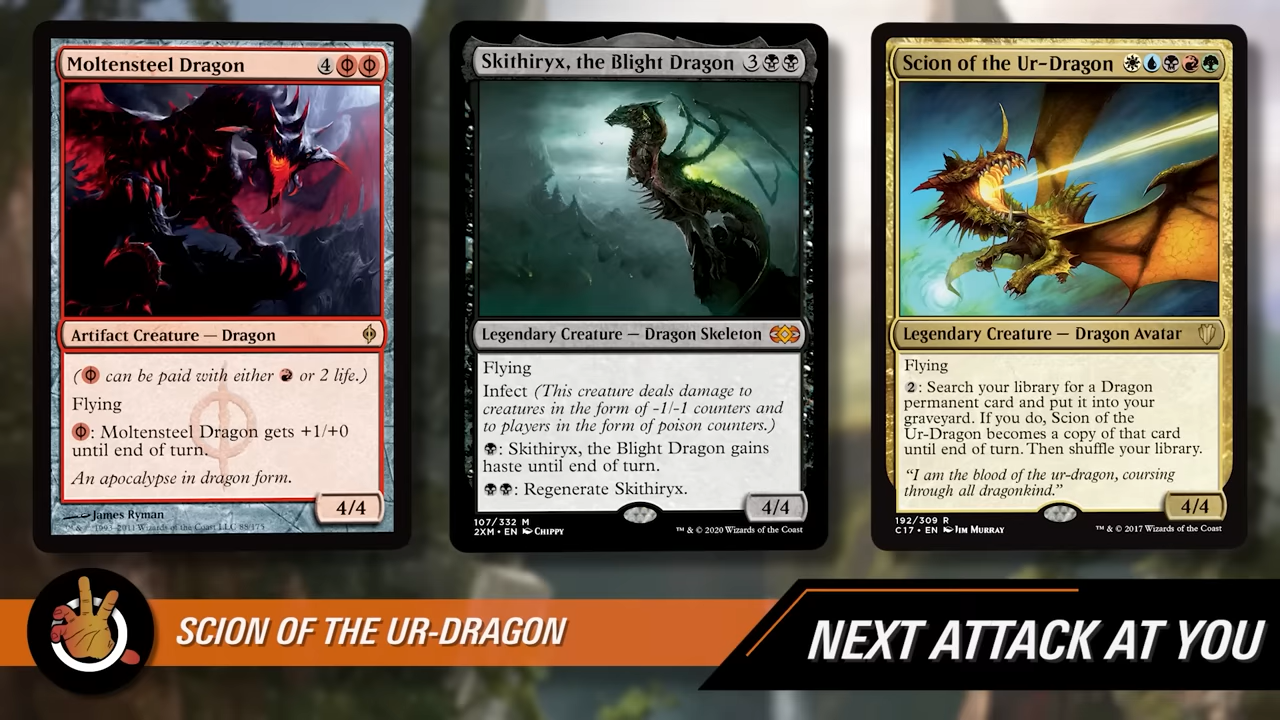 Moltensteel Dragon 4
Artifact Creature — Dragon
( can be paid with either or 2 life.)
Flying
: Moltensteel Dragon gets +1/+0
until end of turn.
An apocalypse in dragon form.
4/4
James Ryman
Skithiryx, the Blight Dragon 3
Legendary Creature — Dragon Skeleton
Flying
Infect (This creature deals damage to
creatures in the form of -1/-1 counters and
to players in the form of poison counters.)
: Skithiryx, the Blight Dragon gains
haste until end of turn.
: Regenerate Skithiryx.
4/4
107/332 M
2XM • EN CHIPPY
™ & © 2020 Wizards of the Coast
Scion of the Ur-Dragon
Legendary Creature — Dragon Avatar
Flying
2: Search your library for a Dragon
permanent card and put it into your
graveyard. If you do, Scion of the
Ur-Dragon becomes a copy of that card
until end of turn. Then shuffle your library.
“I am the blood of the ur-dragon, coursing
through all dragonkind.”
4/4
192/309 R
C17 • EN JIM MURRAY
™ & © 2017 Wizards of the Coast
SCION OF THE UR-DRAGON
NEXT ATTACK AT YOU